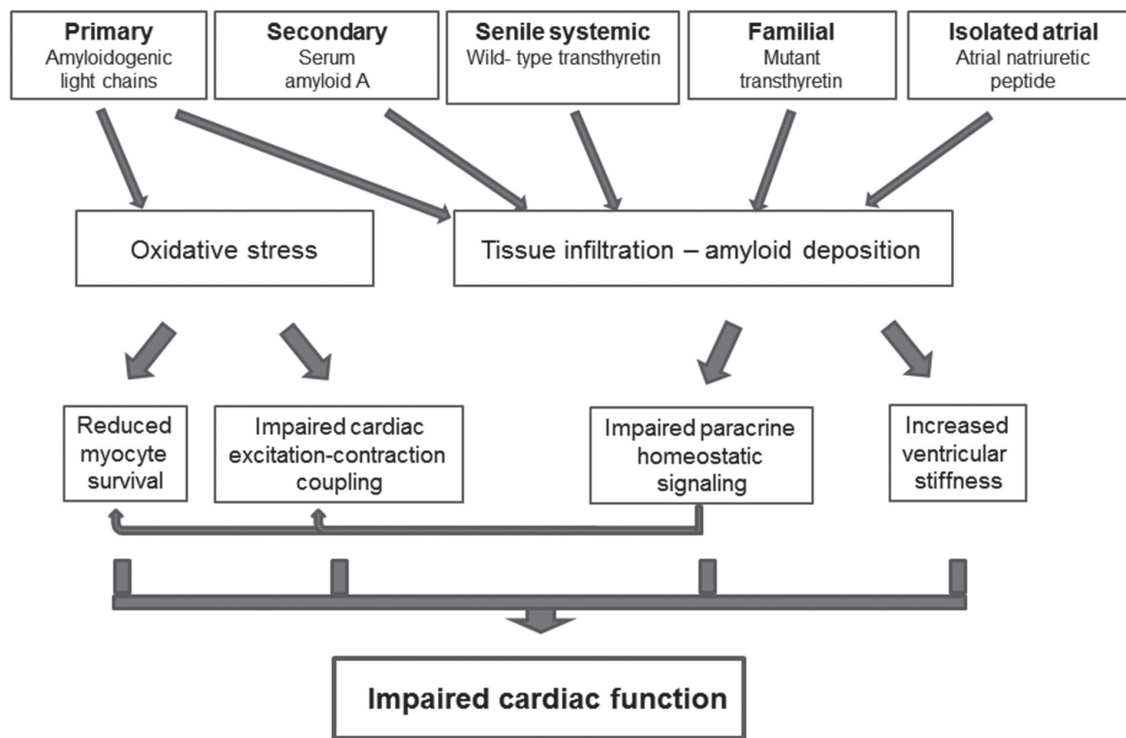 Primary
Amyloidogenic
light chains
Secondary
Serum
amyloid A
Senile systemic
Wild- type transthyretin
Familial
Mutant
transthyretin
Isolated atrial
Atrial natriuretic
peptide
Oxidative stress
Tissue infiltration – amyloid deposition
Reduced
myocyte
survival
Impaired cardiac
excitation-contraction
coupling
Impaired paracrine
homeostatic
signaling
Increased
ventricular
stiffness
Impaired cardiac function